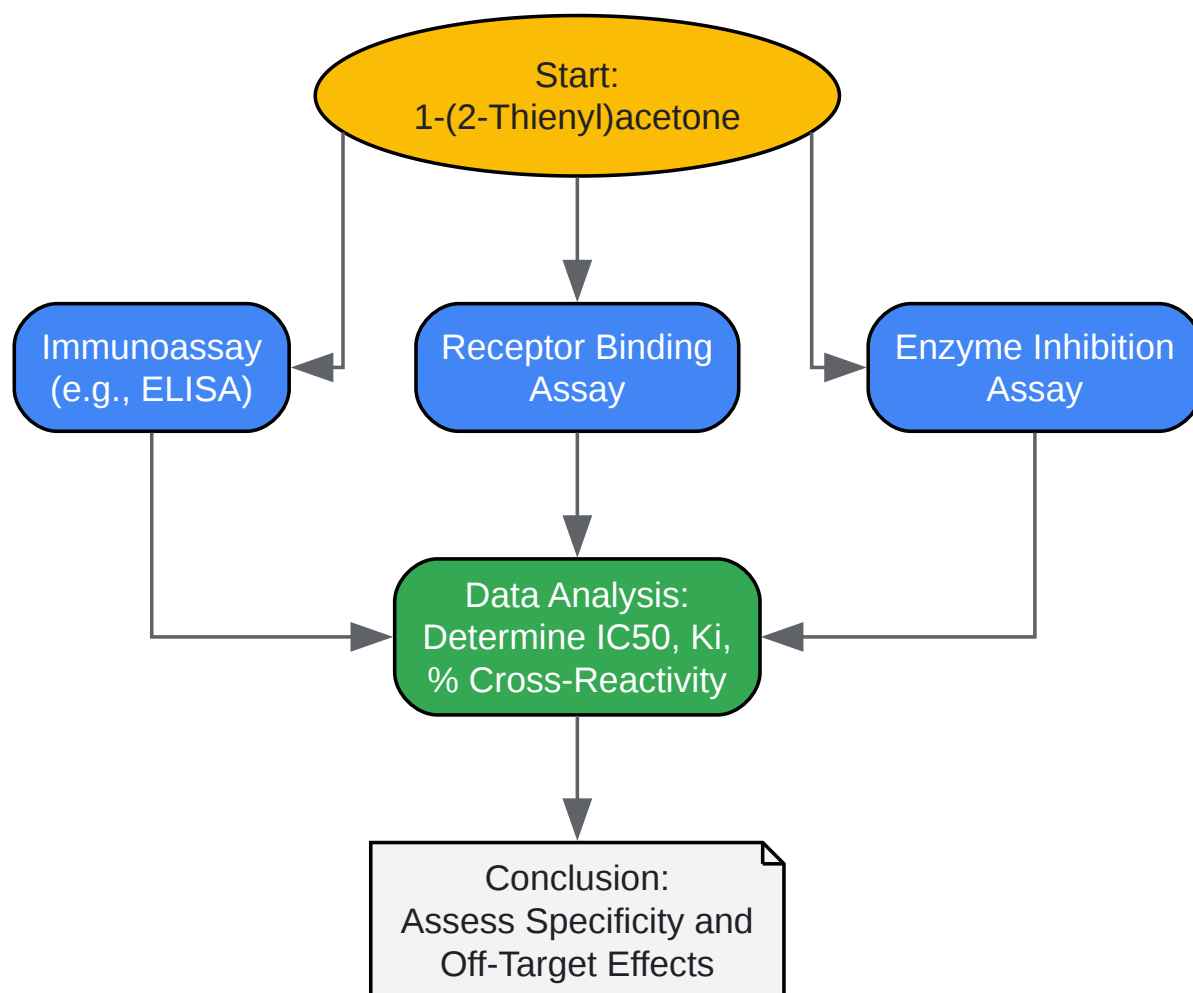 Start:
1-(2-Thienyl)acetone
Immunoassay
(e.g., ELISA)
Receptor Binding
Assay
Enzyme Inhibition
Assay
Data Analysis:
Determine IC50, Ki,
% Cross-Reactivity
Conclusion:
Assess Specificity and
Off-Target Effects